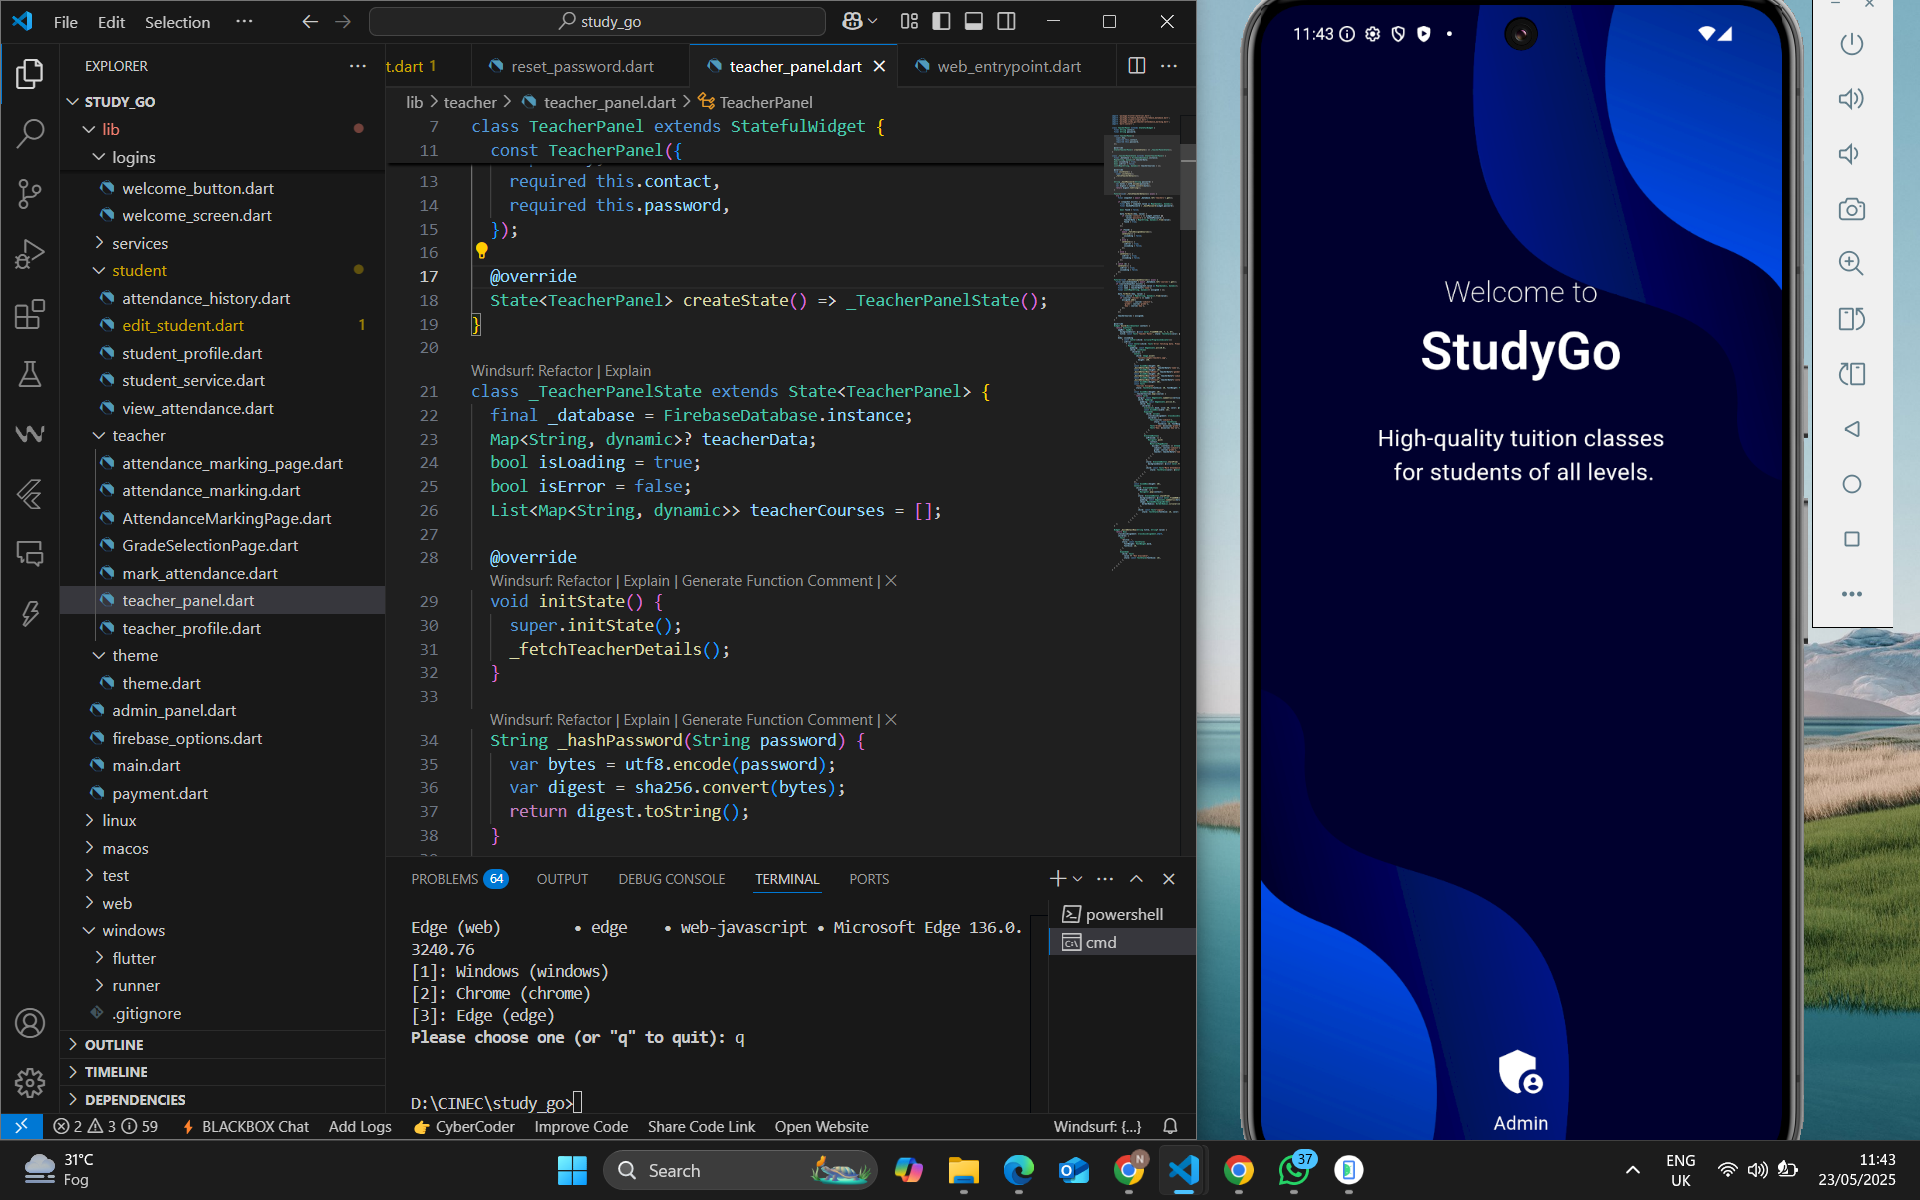 File Edit Selection ··· study_go
EXPLORER
STUDY_GO
lib
logins
welcome_button.dart
welcome_screen.dart
services
student
attendance_history.dart
edit_student.dart 1
student_profile.dart
student_service.dart
view_attendance.dart
teacher
attendance_marking_page.dart
attendance_marking.dart
AttendanceMarkingPage.dart
GradeSelectionPage.dart
mark_attendance.dart
teacher_panel.dart
teacher_profile.dart
theme
theme.dart
admin_panel.dart
firebase_options.dart
main.dart
payment.dart
linux
macos
test
web
windows
flutter
runner
.gitignore
OUTLINE
TIMELINE
DEPENDENCIES
t.dart 1 reset_password.dart teacher_panel.dart web_entrypoint.dart
lib > teacher > teacher_panel.dart > TeacherPanel
7 class TeacherPanel extends StatefulWidget {
11 const TeacherPanel({
13 required this.contact,
14 required this.password,
15 });
16
17 @override
18 State<TeacherPanel> createState() => _TeacherPanelState();
19 }
20
Windsurf: Refactor | Explain
21 class _TeacherPanelState extends State<TeacherPanel> {
22 final _database = FirebaseDatabase.instance;
23 Map<String, dynamic>? teacherData;
24 bool isLoading = true;
25 bool isError = false;
26 List<Map<String, dynamic>> teacherCourses = [];
27
28 @override
Windsurf: Refactor | Explain | Generate Function Comment | X
29 void initState() {
30 super.initState();
31 _fetchTeacherDetails();
32 }
33
Windsurf: Refactor | Explain | Generate Function Comment | X
34 String _hashPassword(String password) {
35 var bytes = utf8.encode(password);
36 var digest = sha256.convert(bytes);
37 return digest.toString();
38 }
PROBLEMS 64 OUTPUT DEBUG CONSOLE TERMINAL PORTS
Edge (web) • edge • web-javascript • Microsoft Edge 136.0.
3240.76
[1]: Windows (windows)
[2]: Chrome (chrome)
[3]: Edge (edge)
Please choose one (or "q" to quit): q
D:\CINEC\study_go>
powershell
cmd
2 3 59 BLACKBOX Chat Add Logs CyberCoder Improve Code Share Code Link Open Website Windsurf: {...}
11:43
Welcome to
StudyGo
High-quality tuition classes
for students of all levels.
Admin
31°C
Fog
Search
N
37
ENG
UK
11:43
23/05/2025